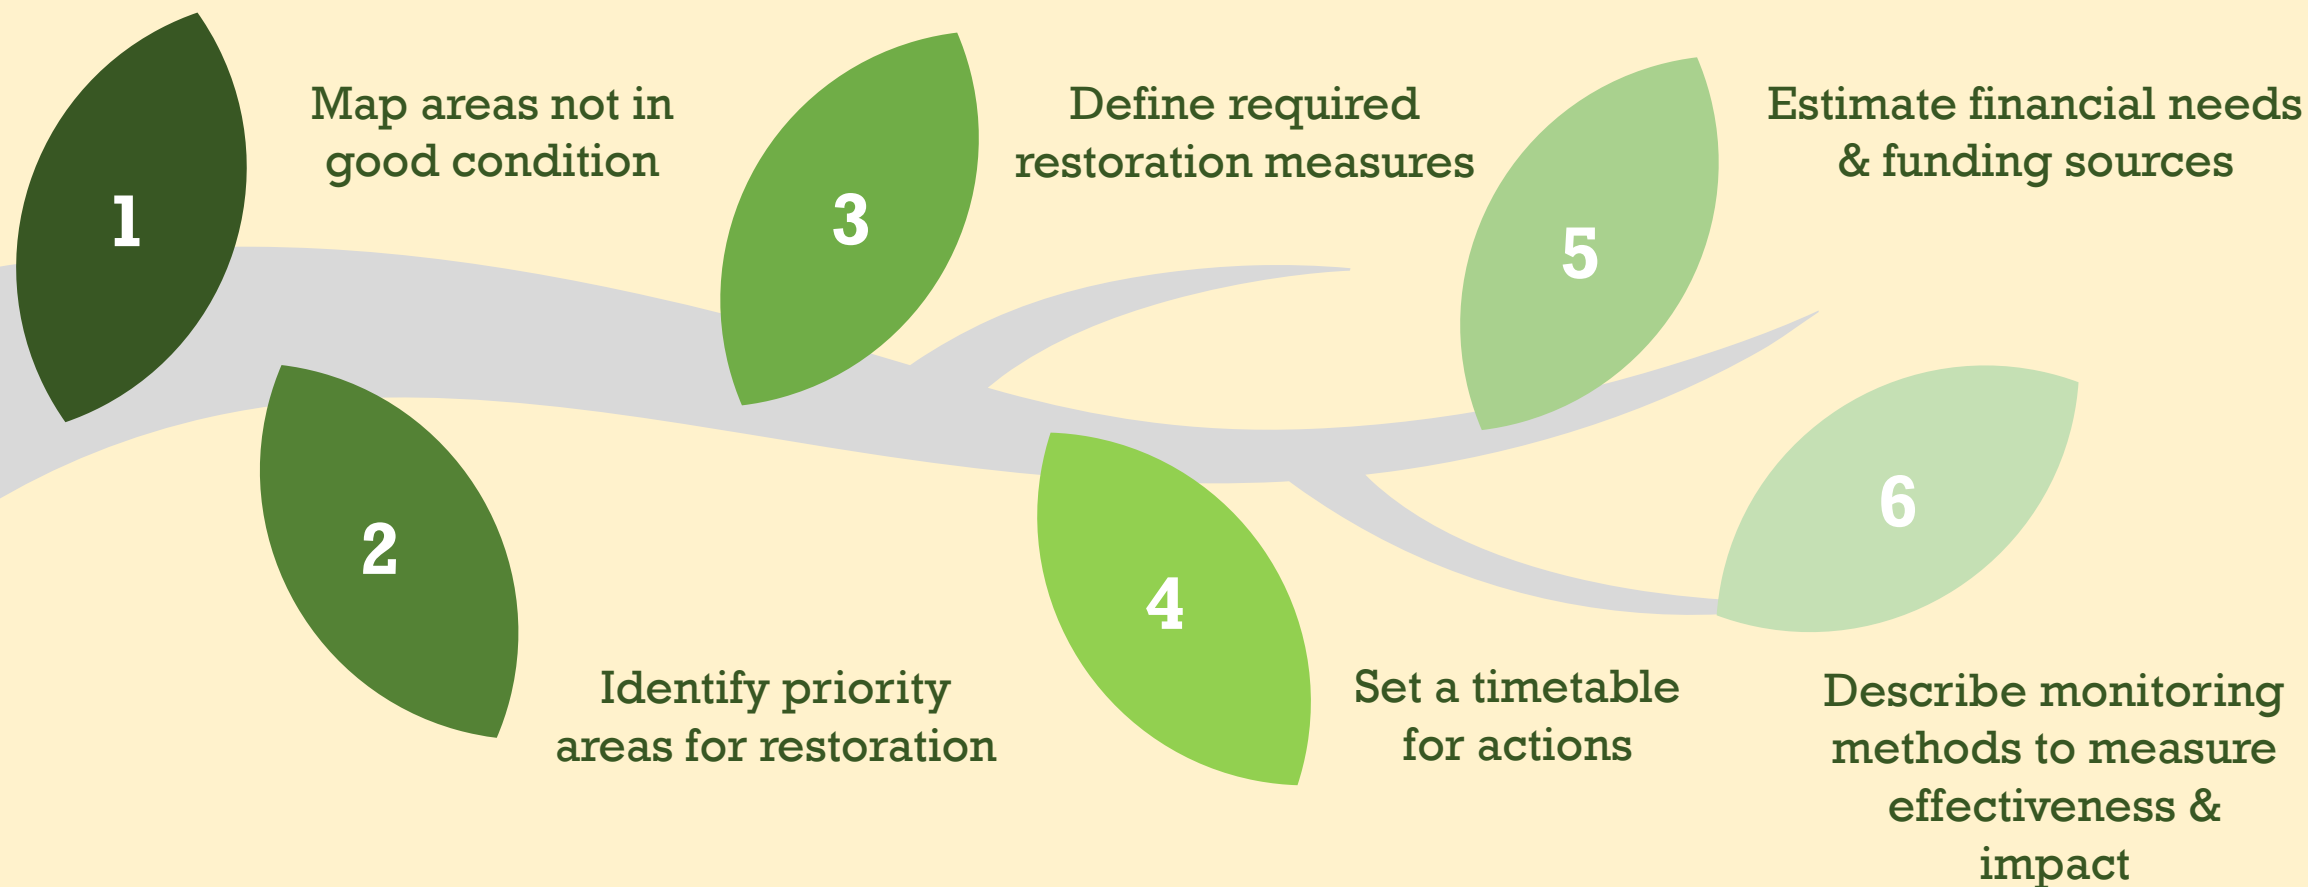 1
Map areas not in
good condition
2
Identify priority
areas for restoration
3
Define required
restoration measures
4
Set a timetable
for actions
5
Estimate financial needs
& funding sources
6
Describe monitoring
methods to measure
effectiveness &
impact